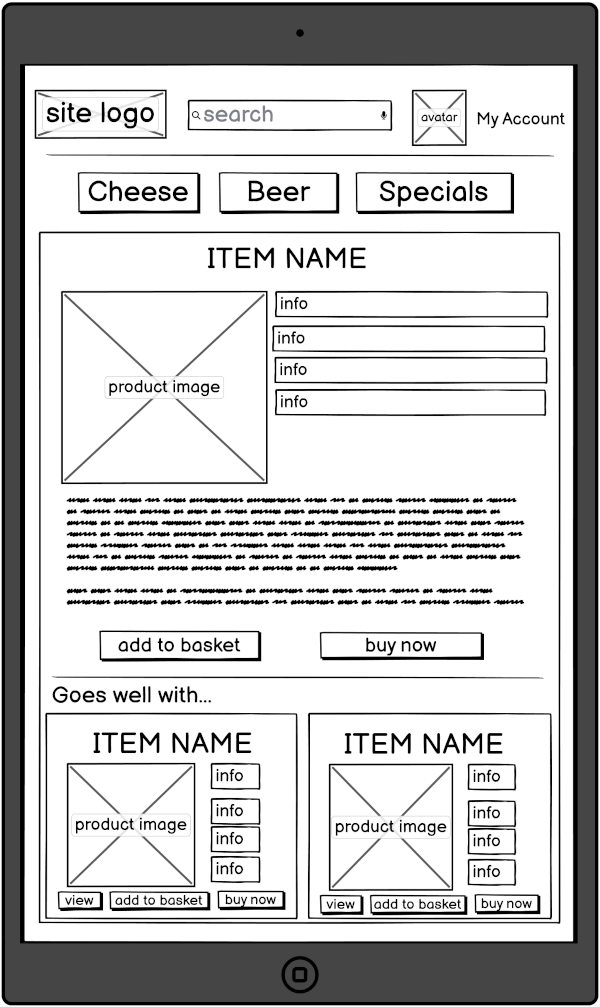 site logo
search
avatar
My Account
Cheese
Beer
Specials
ITEM NAME
product image
info
info
info
info
add to basket
buy now
Goes well with...
ITEM NAME
product image
info
info
info
info
view
add to basket
buy now
ITEM NAME
product image
info
info
info
info
view
add to basket
buy now